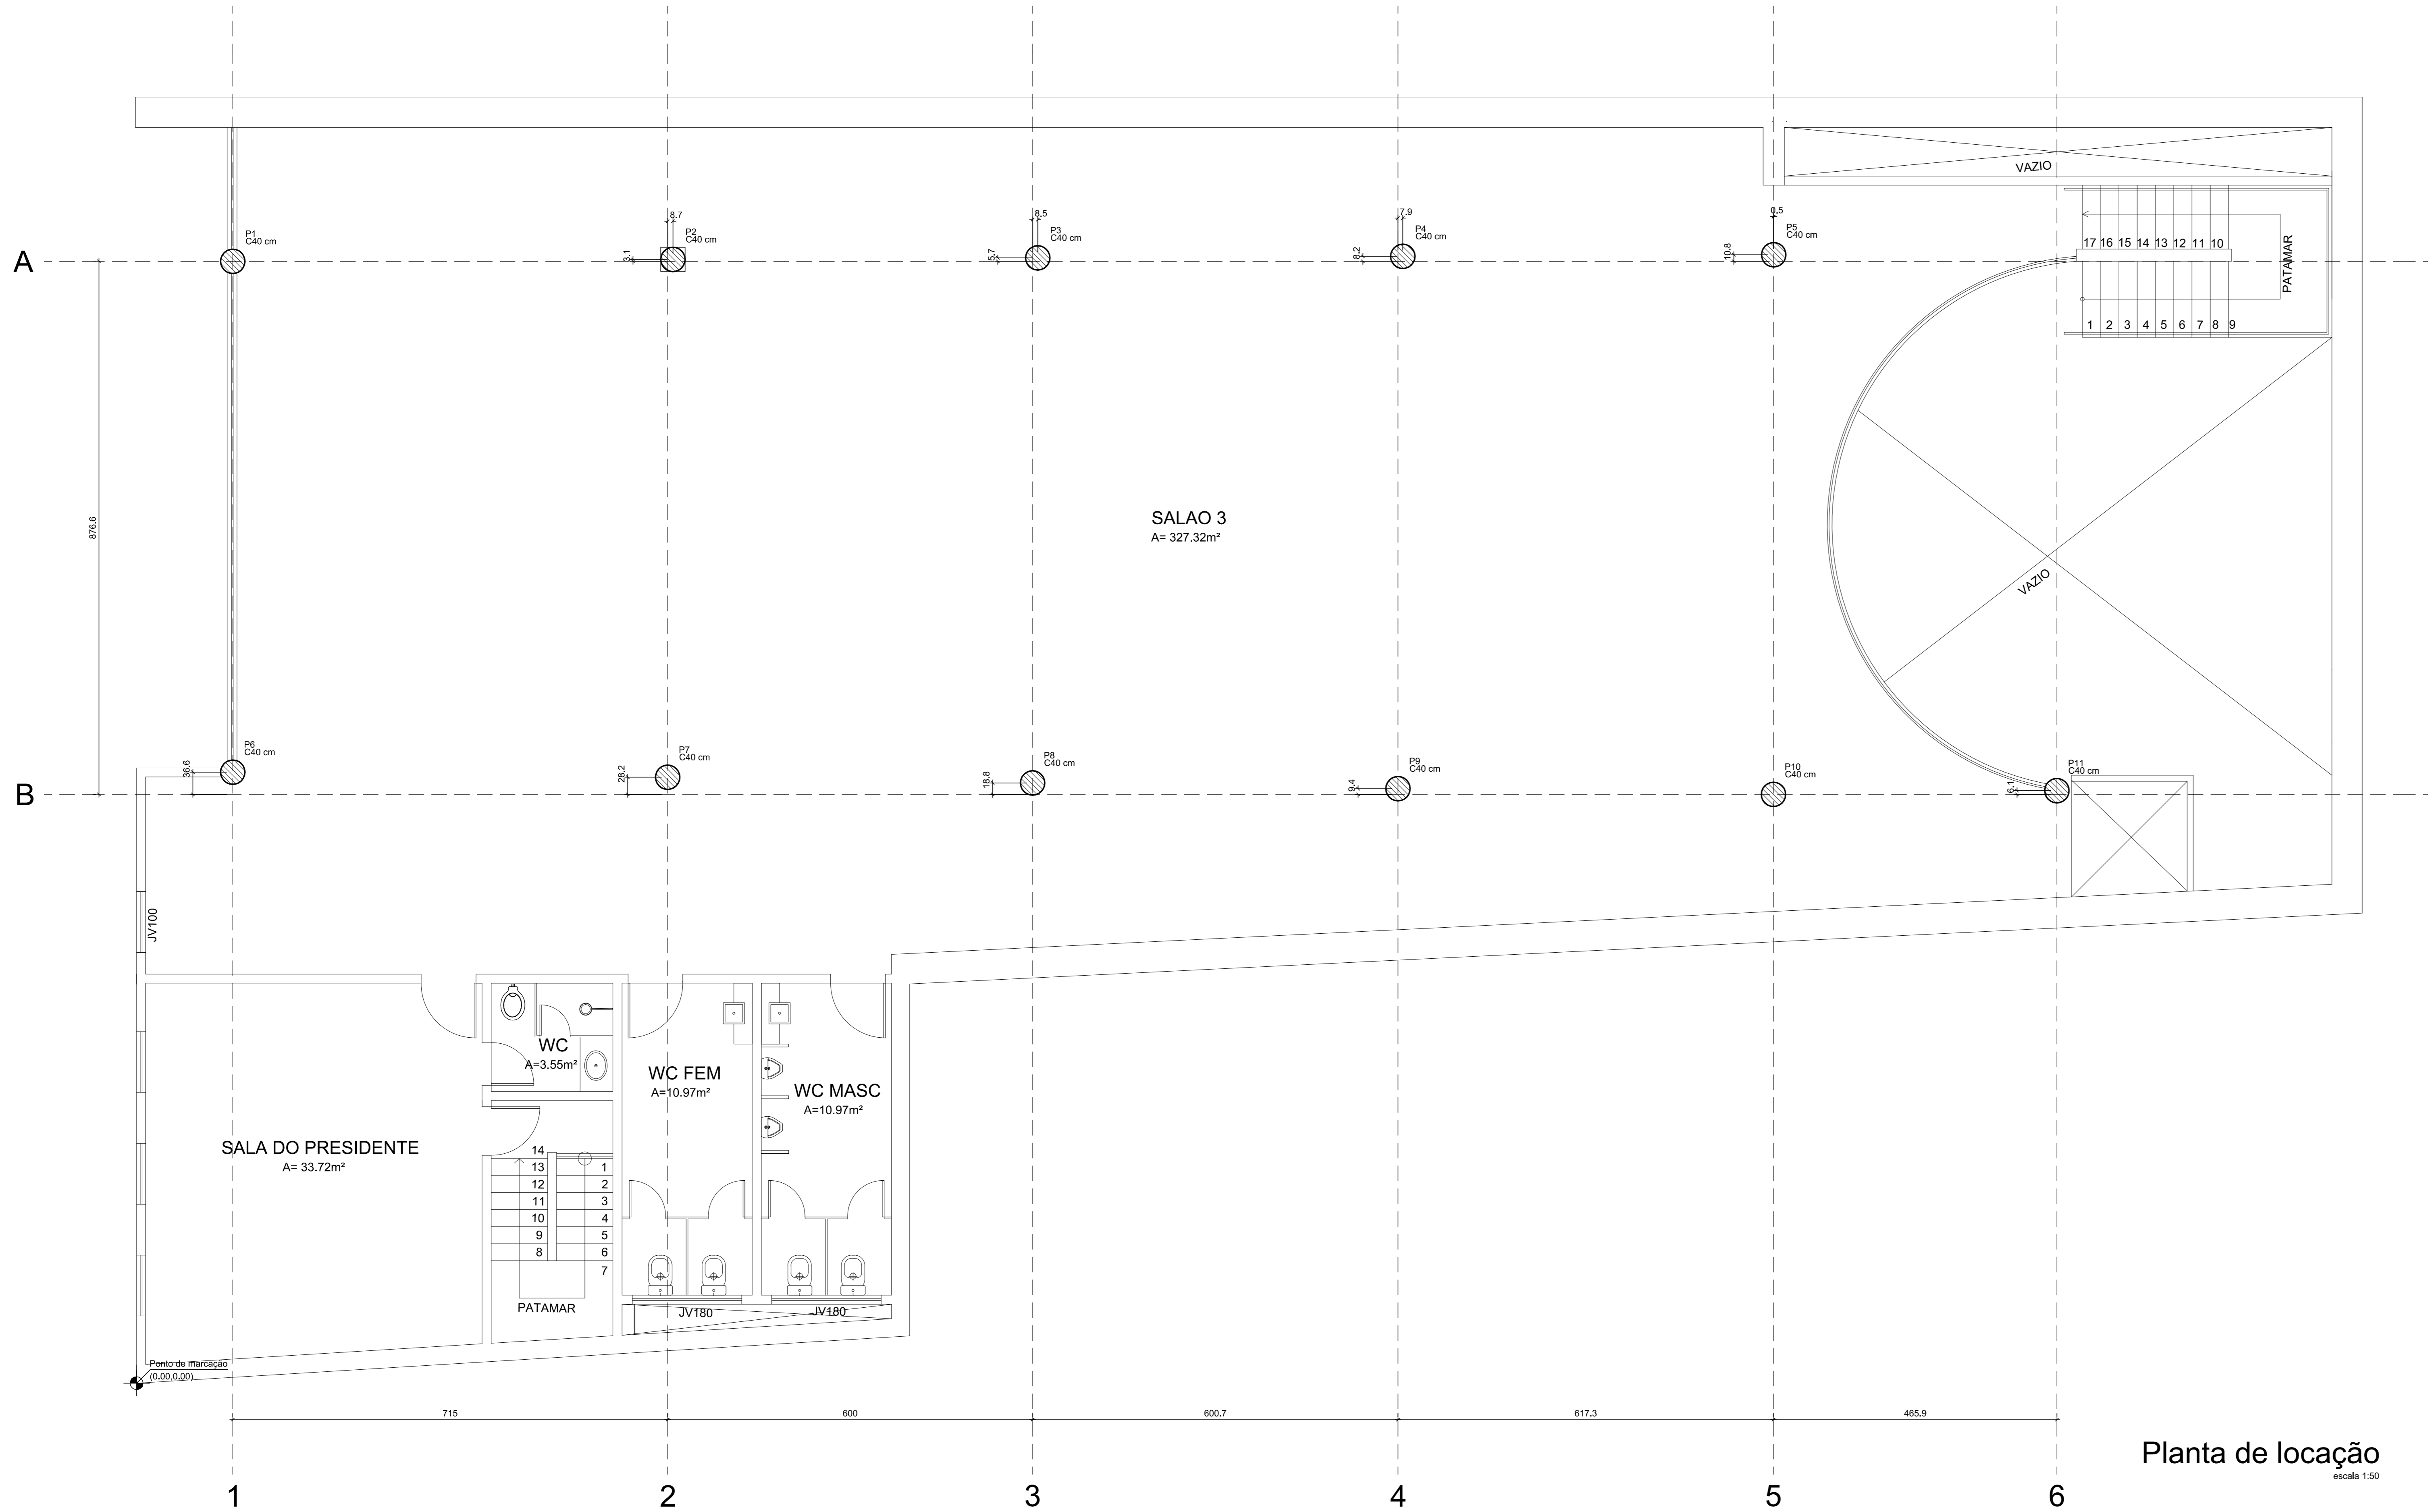 VAZIO
8.7
8.5
7.9
0.5
P1
C40 cm
P2
C40 cm
P3
C40 cm
P4
C40 cm
P5
C40 cm
A
3.1
5.7
8.2
10.8
17 16 15 14 13 12 11 10
PATAMAR
1 2 3 4 5 6 7 8 9
876.6
SALAO 3
A= 327.32m²
VAZIO
P6
C40 cm
P7
C40 cm
P8
C40 cm
P9
C40 cm
P10
C40 cm
P11
C40 cm
36.6
28.2
18.8
9.4
6.1
B
JV100
WC
A=3.55m²
WC FEM
A=10.97m²
WC MASC
A=10.97m²
SALA DO PRESIDENTE
A= 33.72m²
14
13 1
12 2
11 3
10 4
9 5
8 6
7
PATAMAR
JV180
JV180
Ponto de marcação
(0.00,0.00)
715
600
600.7
617.3
465.9
Planta de locação
escala 1:50
1
2
3
4
5
6